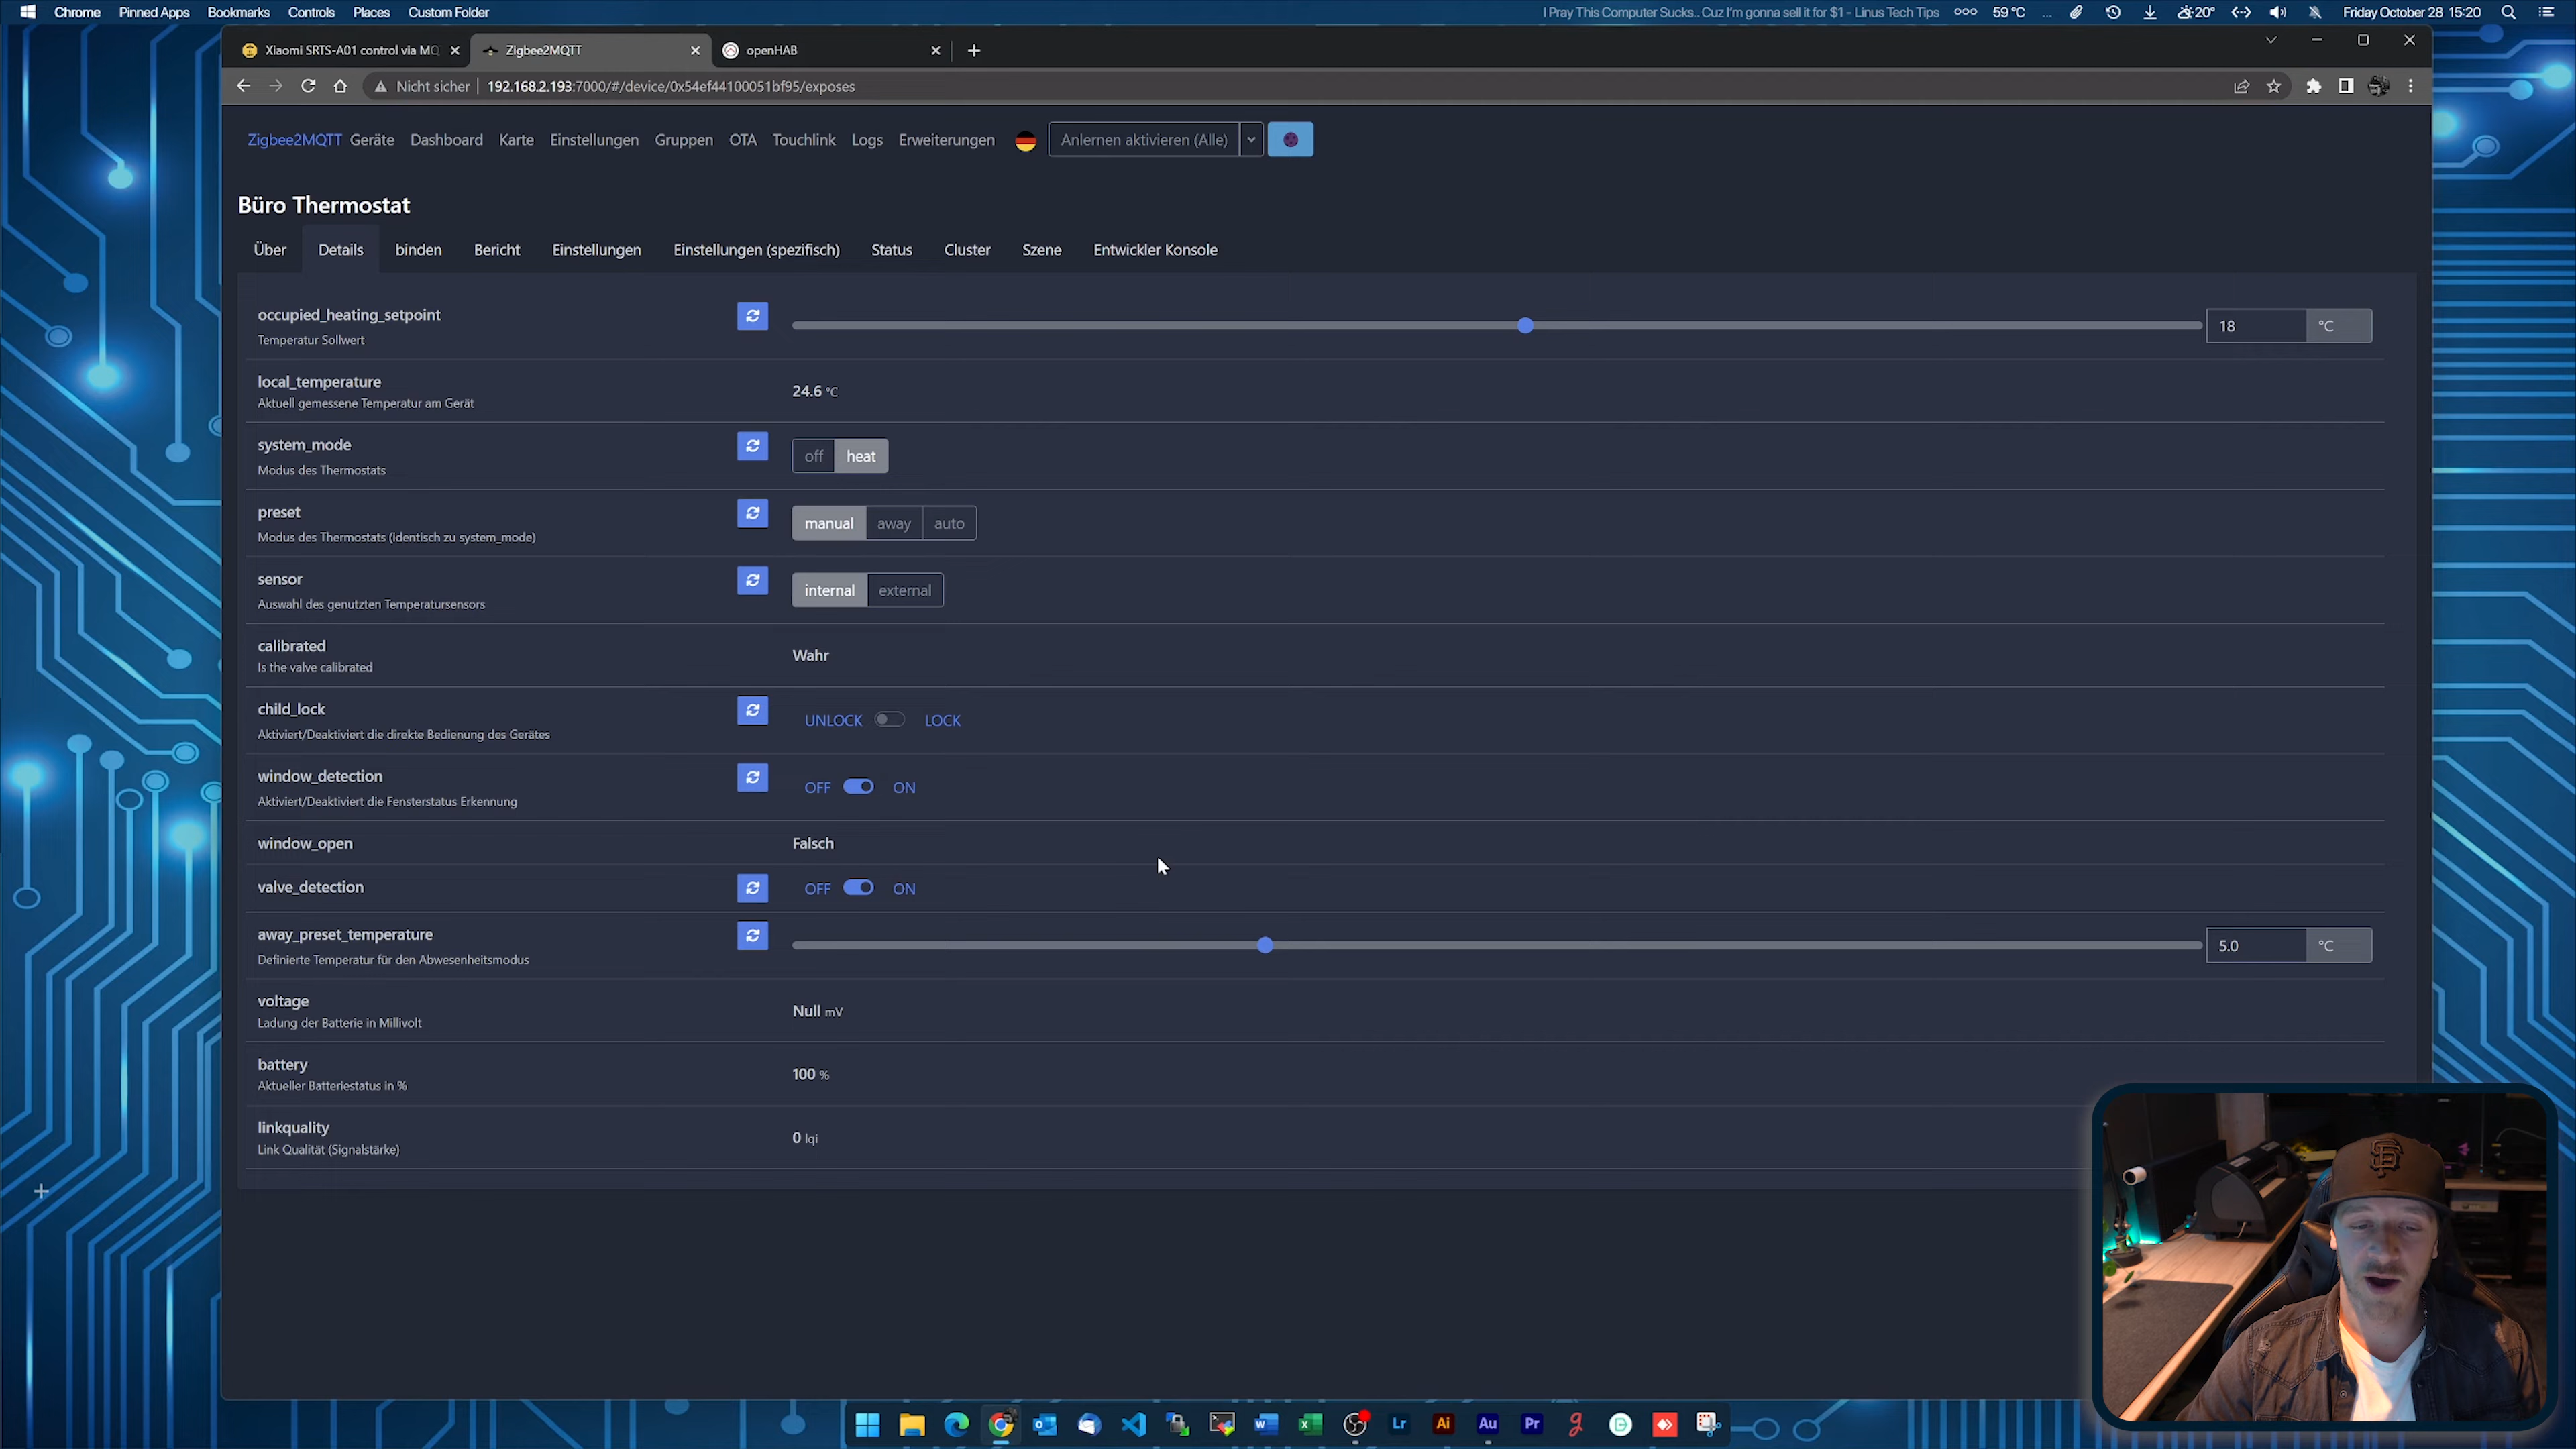 Chrome Pinned Apps Bookmarks Controls Places Custom Folder I Pray This Computer Sucks.. Cuz I'm gonna sell it for $1 - Linus Tech Tips 59 °C ... 20° Friday October 28 15:20
Xiaomi SRTS-A01 control via MQ Zigbee2MQTT openHAB
Nicht sicher 192.168.2.193:7000/#/device/0x54ef44100051bf95/exposes
Zigbee2MQTT Geräte Dashboard Karte Einstellungen Gruppen OTA Touchlink Logs Erweiterungen Anlernen aktivieren (Alle)
Büro Thermostat
Über Details binden Bericht Einstellungen Einstellungen (spezifisch) Status Cluster Szene Entwickler Konsole
occupied_heating_setpoint
Temperatur Sollwert
18 °C
local_temperature
Aktuell gemessene Temperatur am Gerät
24.6 °C
system_mode
Modus des Thermostats
off heat
preset
Modus des Thermostats (identisch zu system_mode)
manual away auto
sensor
Auswahl des genutzten Temperatursensors
internal external
calibrated
Is the valve calibrated
Wahr
child_lock
Aktiviert/Deaktiviert die direkte Bedienung des Gerätes
UNLOCK LOCK
window_detection
Aktiviert/Deaktiviert die Fensterstatus Erkennung
OFF ON
window_open
Falsch
valve_detection
OFF ON
away_preset_temperature
Definierte Temperatur für den Abwesenheitsmodus
5.0 °C
voltage
Ladung der Batterie in Millivolt
Null mV
battery
Aktueller Batteriestatus in %
100 %
linkquality
Link Qualität (Signalstärke)
0 lqi
SF
Lr Ai Au Pr